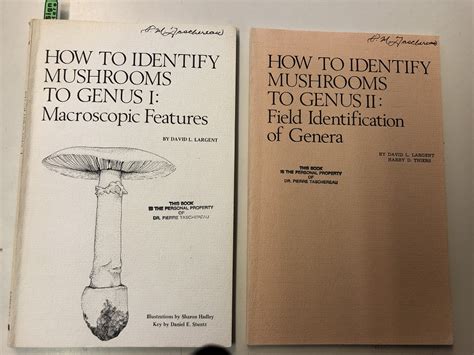 P M Taschereau
HOW TO IDENTIFY
MUSHROOMS
TO GENUS I:
Macroscopic Features
BY DAVID L. LARGENT
THIS BOOK
IS THE PERSONAL PROPERTY
OF
DR. PIERRE TASCHEREAU
Illustrations by Sharon Hadley
Key by Daniel E. Stuntz
P M Taschereau
HOW TO IDENTIFY
MUSHROOMS
TO GENUS II:
Field Identification
of Genera
BY DAVID L. LARGENT
HARRY D. THIERS
THIS BOOK
IS THE PERSONAL PROPERTY OF
DR. PIERRE TASCHEREAU